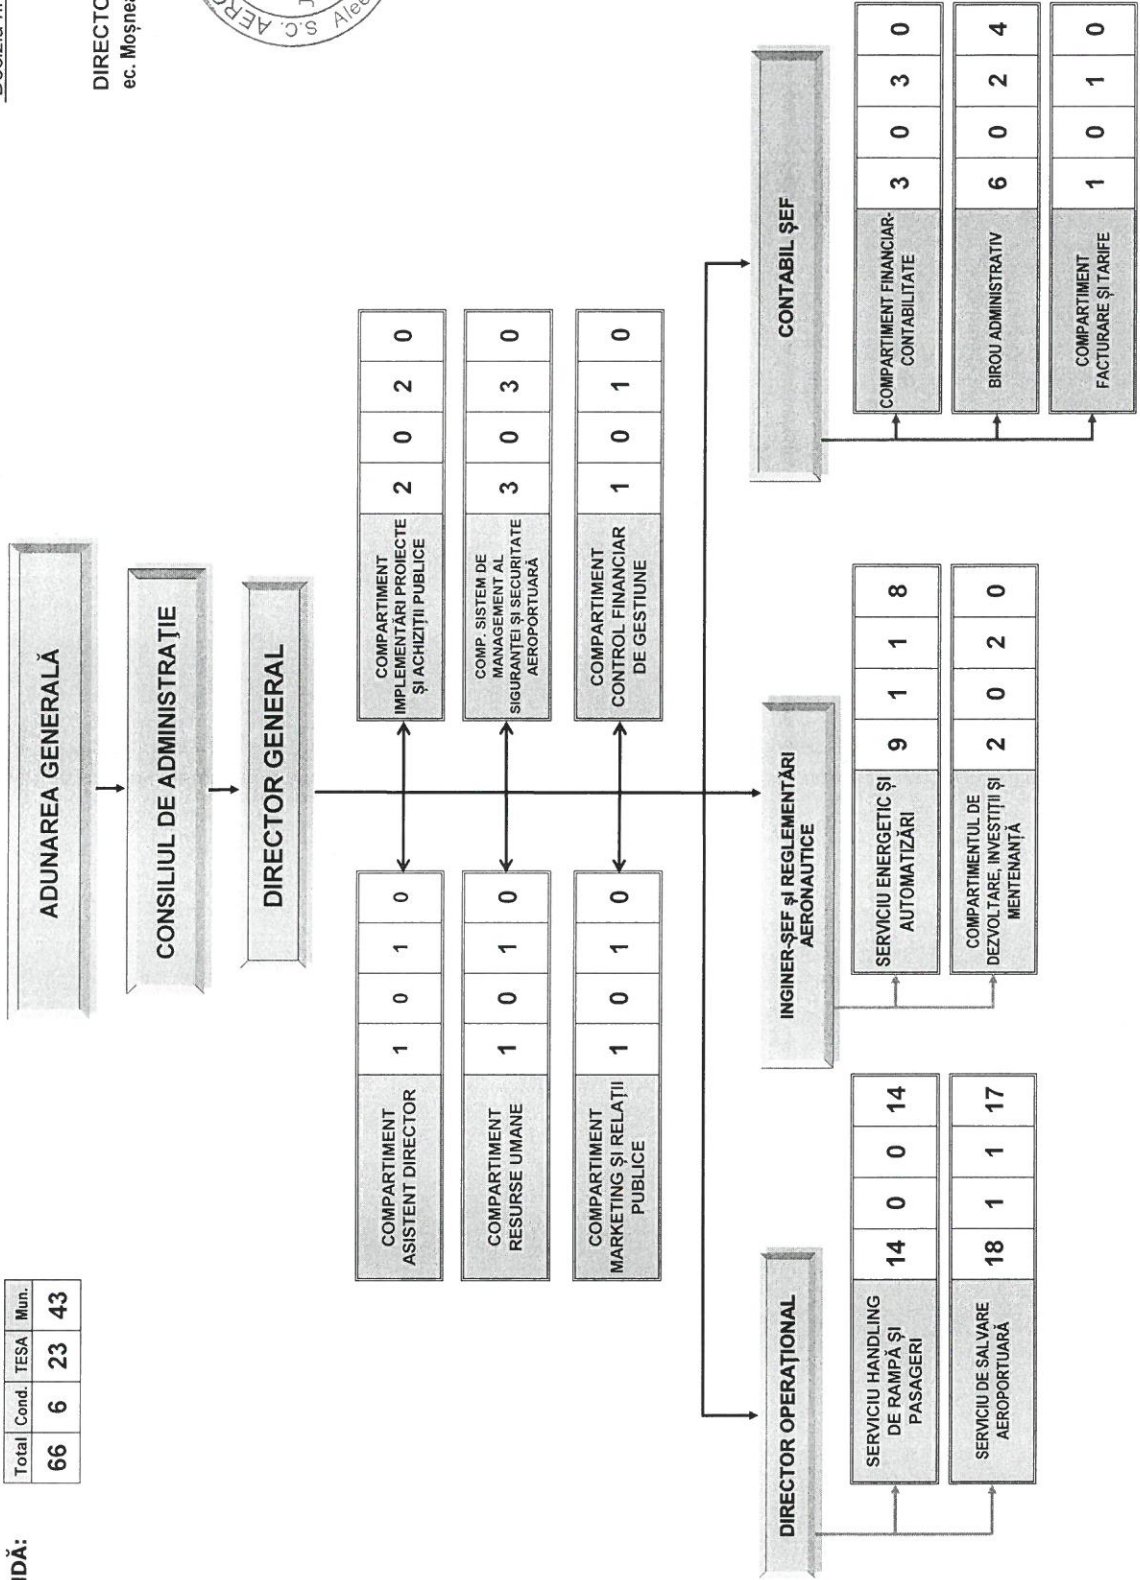 NDĂ:
Total Cond. TESA Mun.
66 6 23 43
DIRECTO
ec. Moșnea
S.C. AERO
Alee
ADUNAREA GENERALĂ
CONSILIUL DE ADMINISTRAȚIE
DIRECTOR GENERAL
COMPARTIMENT
ASISTENT DIRECTOR
1 0 1 0
COMPARTIMENT
IMPLEMENTĂRI PROIECTE
ȘI ACHIZIȚII PUBLICE
2 0 2 0
COMPARTIMENT
RESURSE UMANE
1 0 1 0
COMP. SISTEM DE
MANAGEMENT AL
SIGURANȚEI ȘI SECURITATE
AEROPORTUARĂ
3 0 3 0
COMPARTIMENT
MARKETING ȘI RELAȚII
PUBLICE
1 0 1 0
COMPARTIMENT
CONTROL FINANCIAR
DE GESTIUNE
1 0 1 0
DIRECTOR OPERAȚIONAL
SERVICIU HANDLING
DE RAMPĂ ȘI
PASAGERI
14 0 0 14
SERVICIU DE SALVARE
AEROPORTUARĂ
18 1 1 17
INGINER-ȘEF ȘI REGLEMENTĂRI
AERONAUTICE
SERVICIU ENERGETIC ȘI
AUTOMATIZĂRI
9 1 1 8
COMPARTIMENTUL DE
DEZVOLTARE, INVESTIȚII ȘI
MENTENANȚĂ
2 0 2 0
CONTABIL ȘEF
COMPARTIMENT FINANCIAR-
CONTABILITATE
3 0 3 0
BIROU ADMINISTRATIV
6 0 2 4
COMPARTIMENT
FACTURARE ȘI TARIFE
1 0 1 0